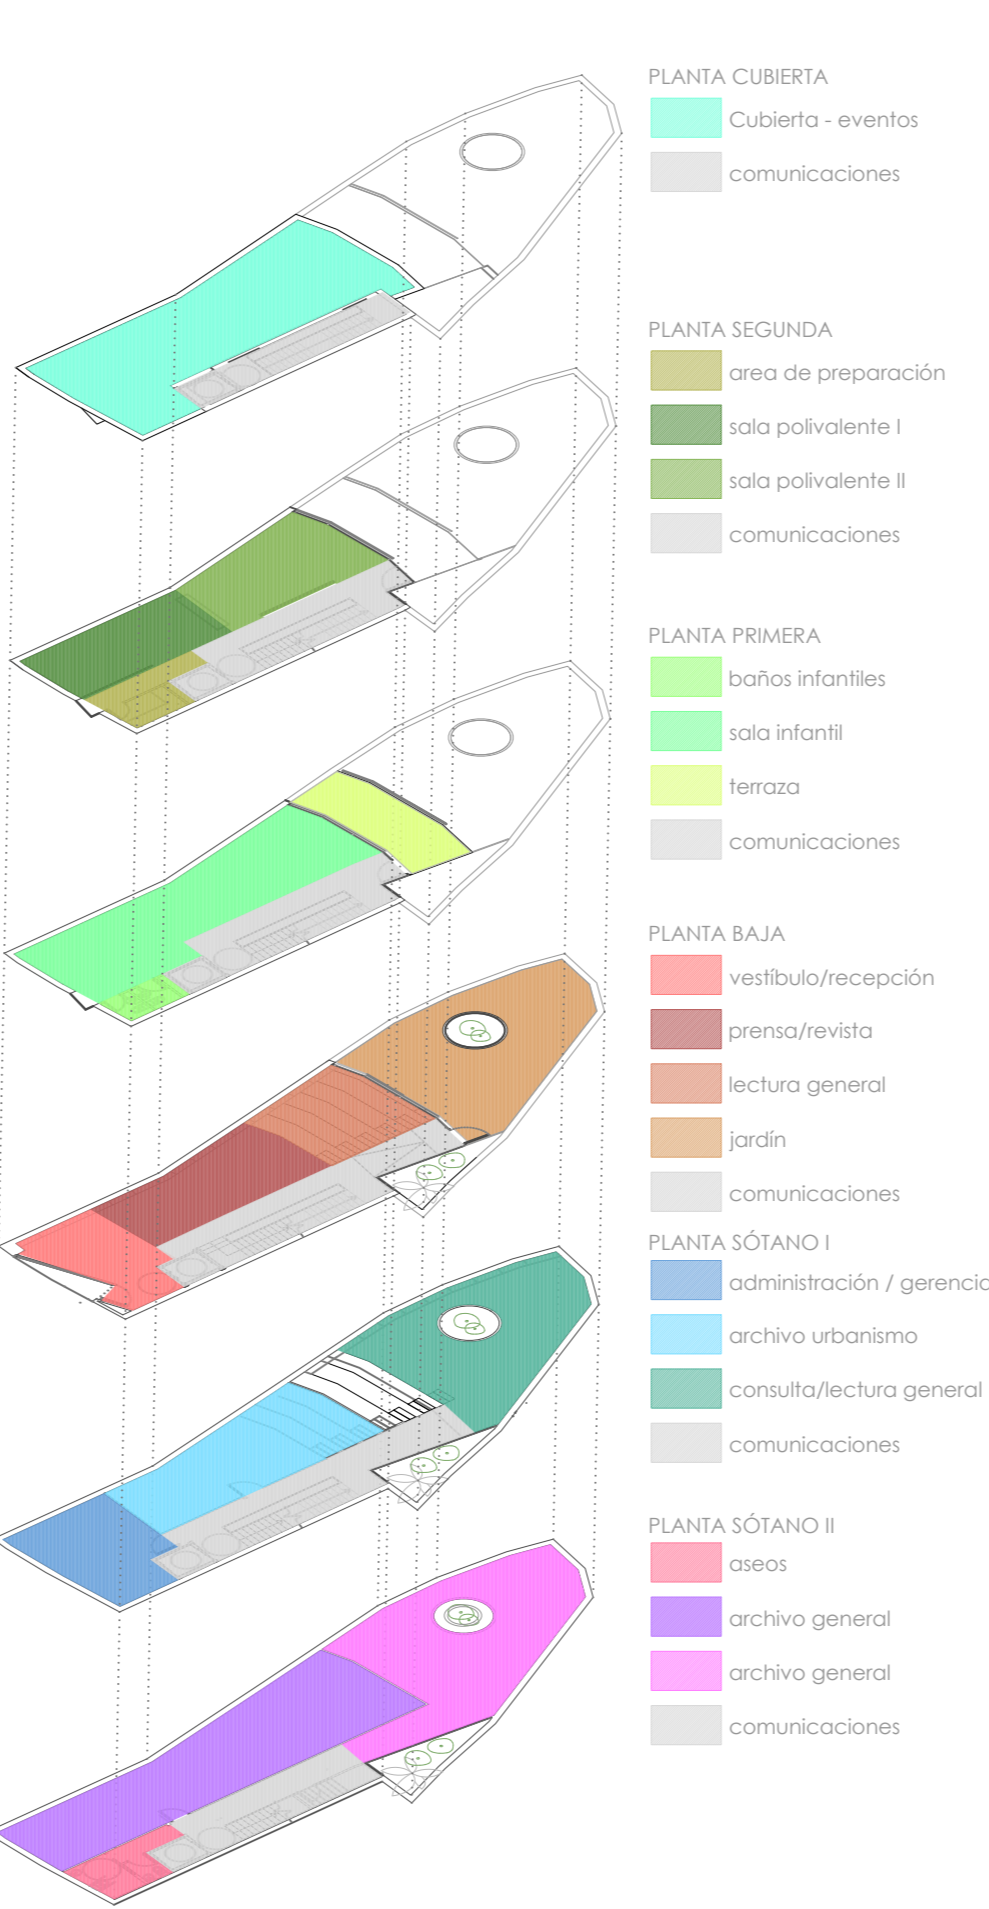 PLANTA CUBIERTA
Cubierta - eventos
comunicaciones
PLANTA SEGUNDA
area de preparación
sala polivalente I
sala polivalente II
comunicaciones
PLANTA PRIMERA
baños infantiles
sala infantil
terraza
comunicaciones
PLANTA BAJA
vestíbulo/recepción
prensa/revista
lectura general
jardín
comunicaciones
PLANTA SÓTANO I
administración / gerencia
archivo urbanismo
consulta/lectura general
comunicaciones
PLANTA SÓTANO II
aseos
archivo general
archivo general
comunicaciones